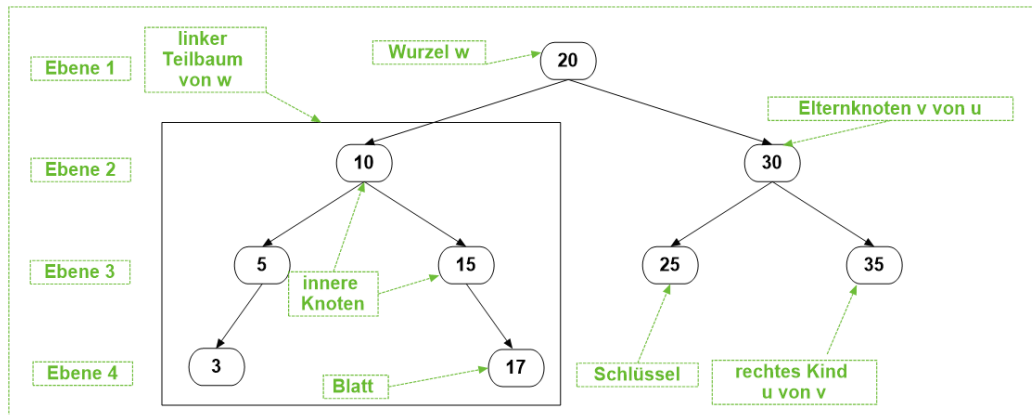 linker
Teilbaum
von w
Wurzel w
20
Ebene 1
Elternknoten v von u
Ebene 2
10
30
Ebene 3
5
15
25
35
innere
Knoten
Ebene 4
3
17
Blatt
Schlüssel
rechtes Kind
u von v